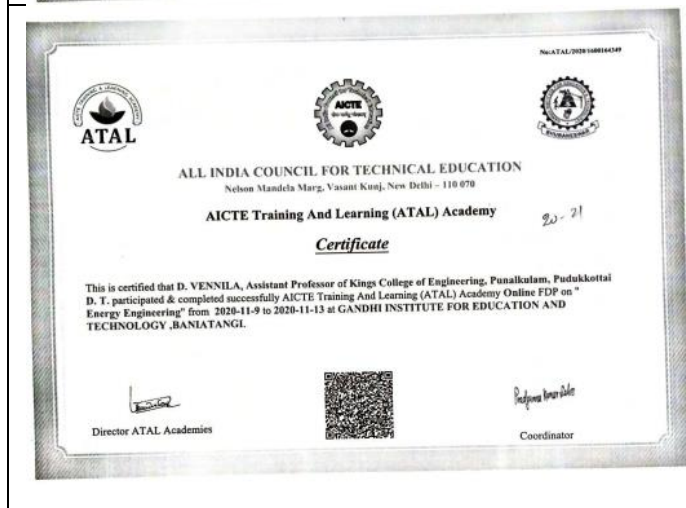 No:ATAL/2020/1600164349
ATAL
AICTE
BHUBANESWAR
ALL INDIA COUNCIL FOR TECHNICAL EDUCATION
Nelson Mandela Marg, Vasant Kunj, New Delhi – 110 070
AICTE Training And Learning (ATAL) Academy
20-21
Certificate
This is certified that D. VENNILA, Assistant Professor of Kings College of Engineering, Punalkulam, Pudukkottai
D. T. participated & completed successfully AICTE Training And Learning (ATAL) Academy Online FDP on "
Energy Engineering" from 2020-11-9 to 2020-11-13 at GANDHI INSTITUTE FOR EDUCATION AND
TECHNOLOGY ,BANIATANGI.
Director ATAL Academies
Coordinator